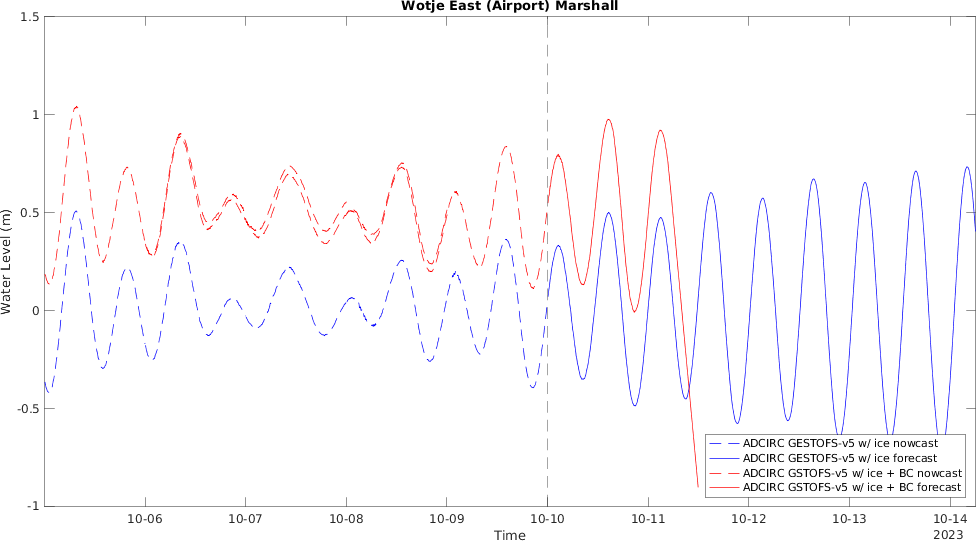 Wotje East (Airport) Marshall
1.5
1
0.5
0
-0.5
-1
Water Level (m)
10-06 10-07 10-08 10-09 10-10 10-11 10-12 10-13 10-14
Time
2023
ADCIRC GESTOFS-v5 w/ ice nowcast
ADCIRC GESTOFS-v5 w/ ice forecast
ADCIRC GSTOFS-v5 w/ ice + BC nowcast
ADCIRC GSTOFS-v5 w/ ice + BC forecast